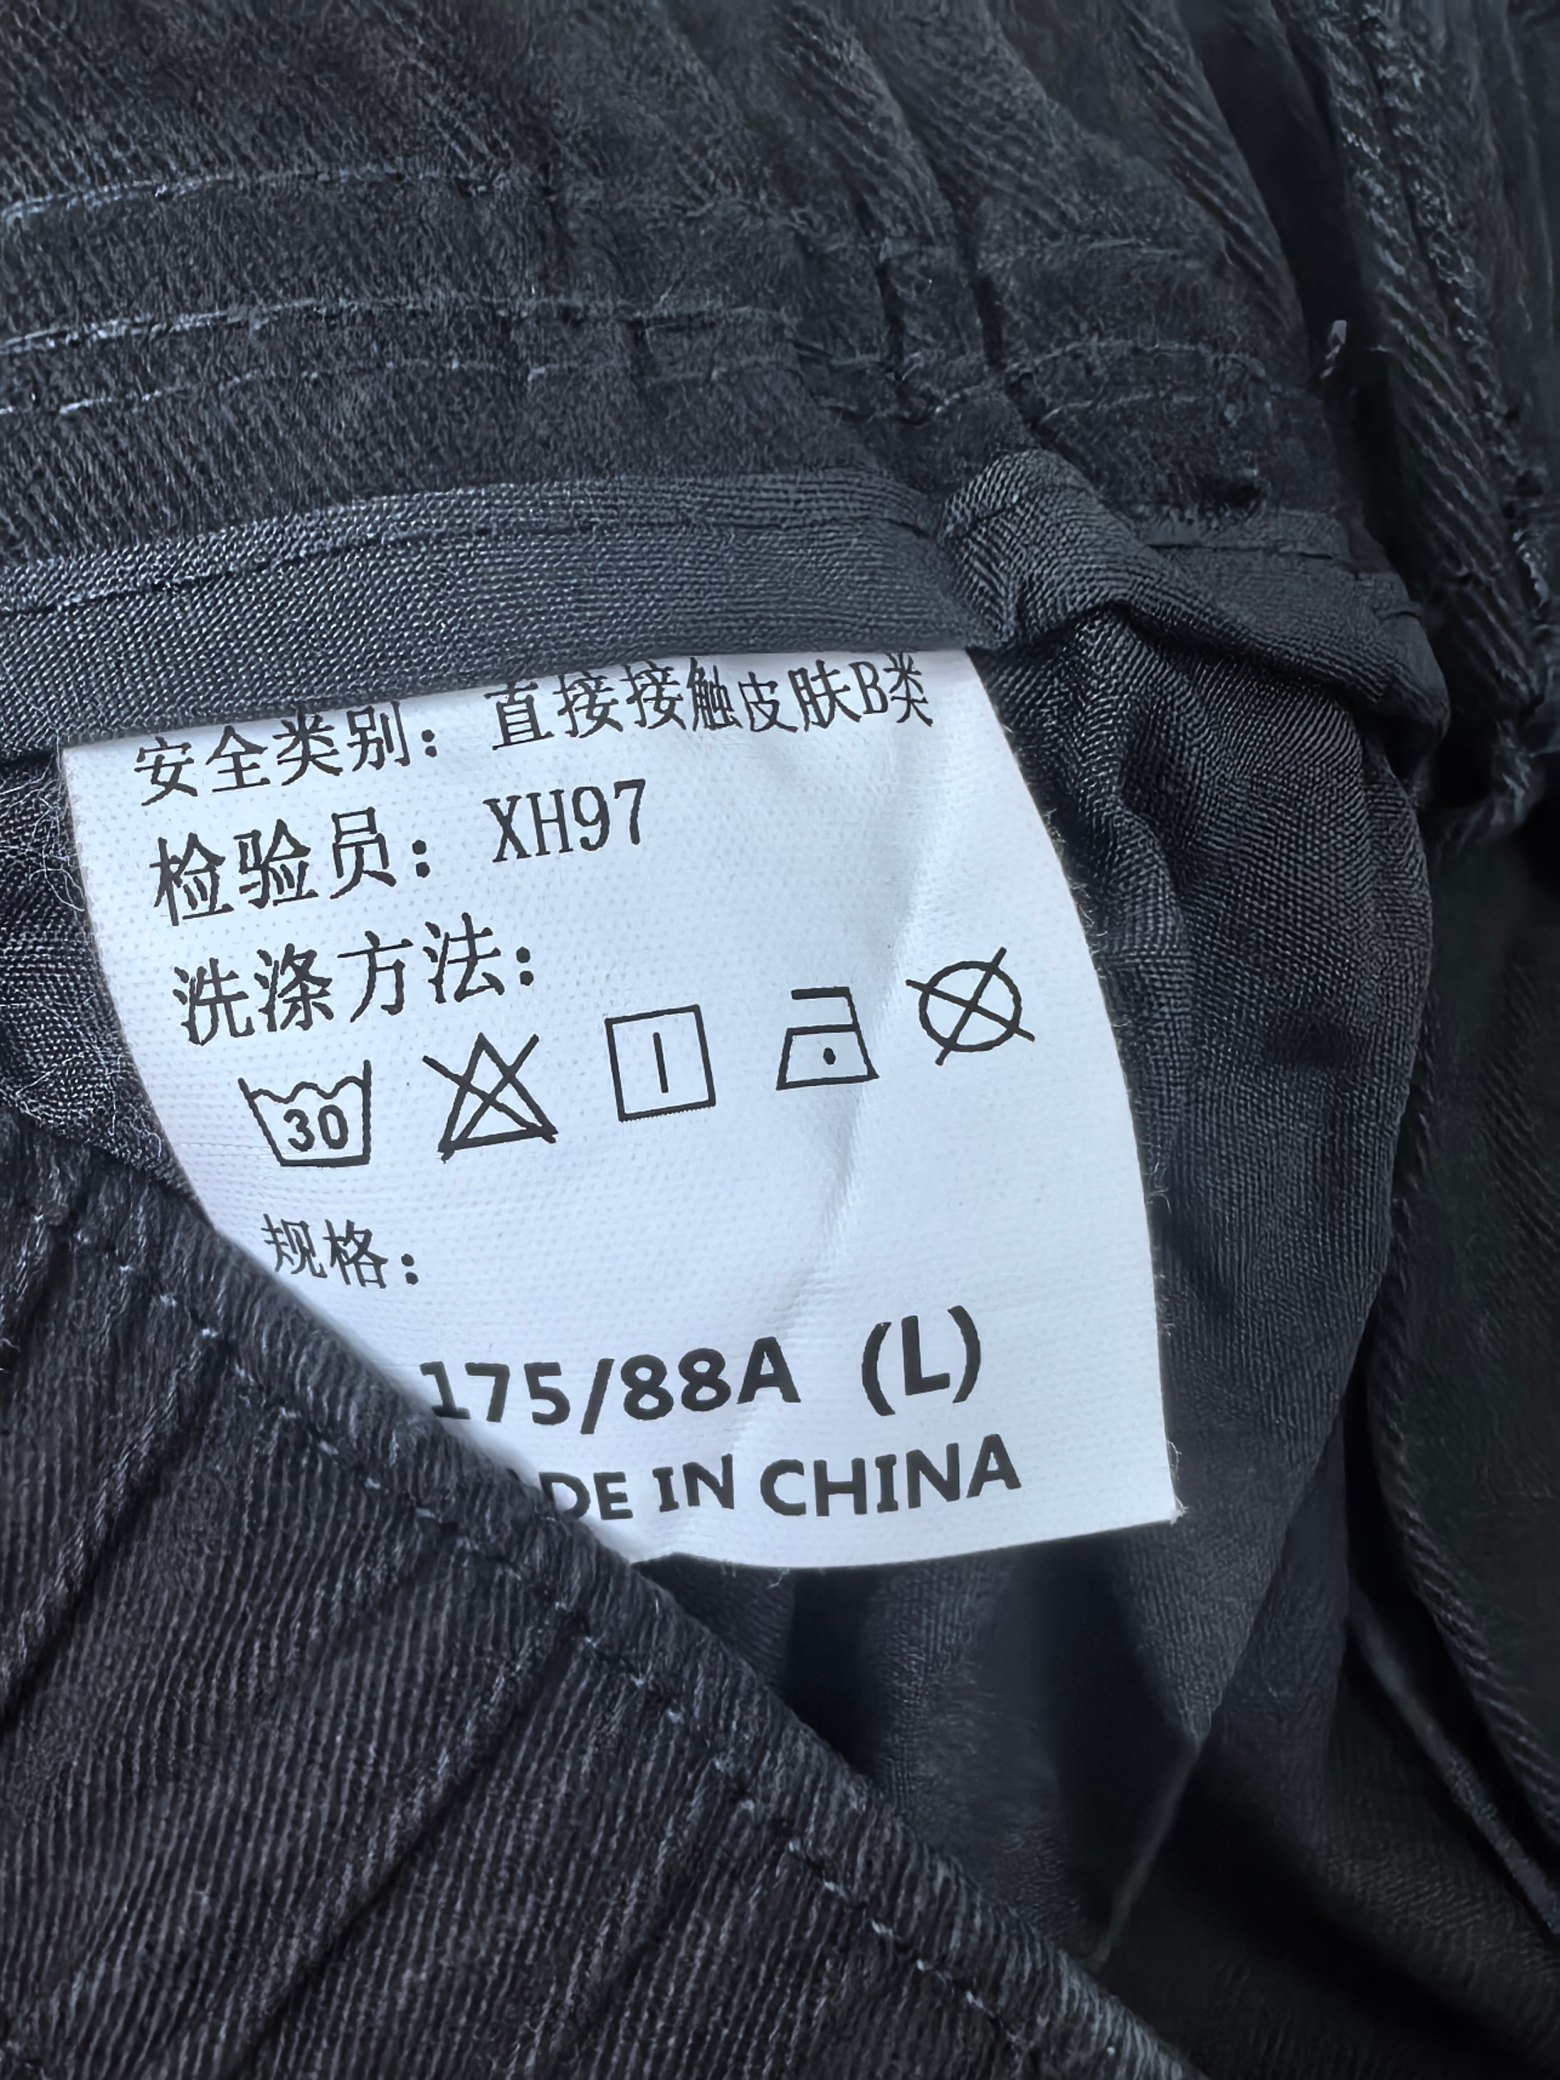 安全类别：直接接触皮肤B类
检验员：XH97
洗涤方法：
30
规格：
175/88A (L)
MADE IN CHINA